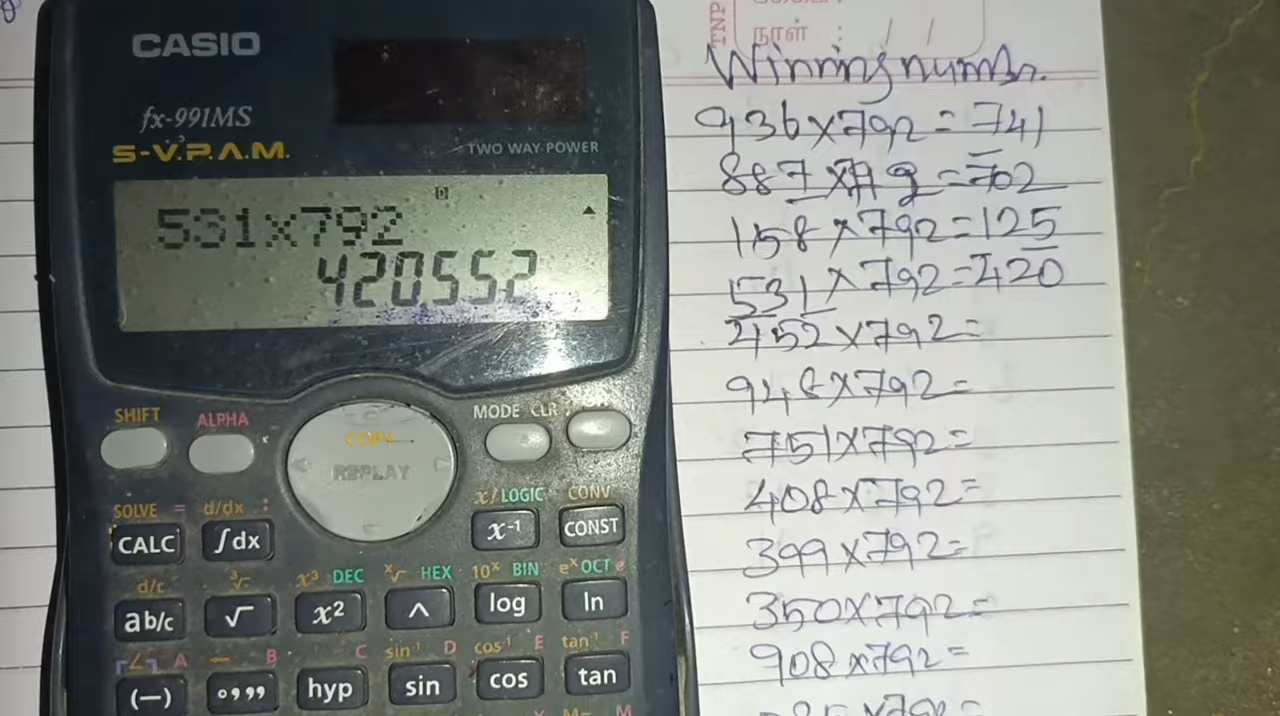 CASIO
fx-991MS
S-V.P.A.M.
TWO WAY POWER
D
531x792
420552
SHIFT
ALPHA
COPY
REPLAY
MODE CLR
SOLVE = d/dx :
x! LOGIC CONV
CALC ∫dx x⁻¹ CONST
d/c ³√ x³ DEC ˣ√ HEX 10ˣ BIN eˣ OCT e
ab/c √ x² ^ log ln
A B C sin⁻¹ D cos⁻¹ E tan⁻¹ F
(—) °,,, hyp sin cos tan
M− M
TNP
நாள் : / /
Winning number.
936x792=741
158x792=125
531x792=420
452x792=
948x792=
751x792=
408x792=
399x792=
350x792=
908x792=